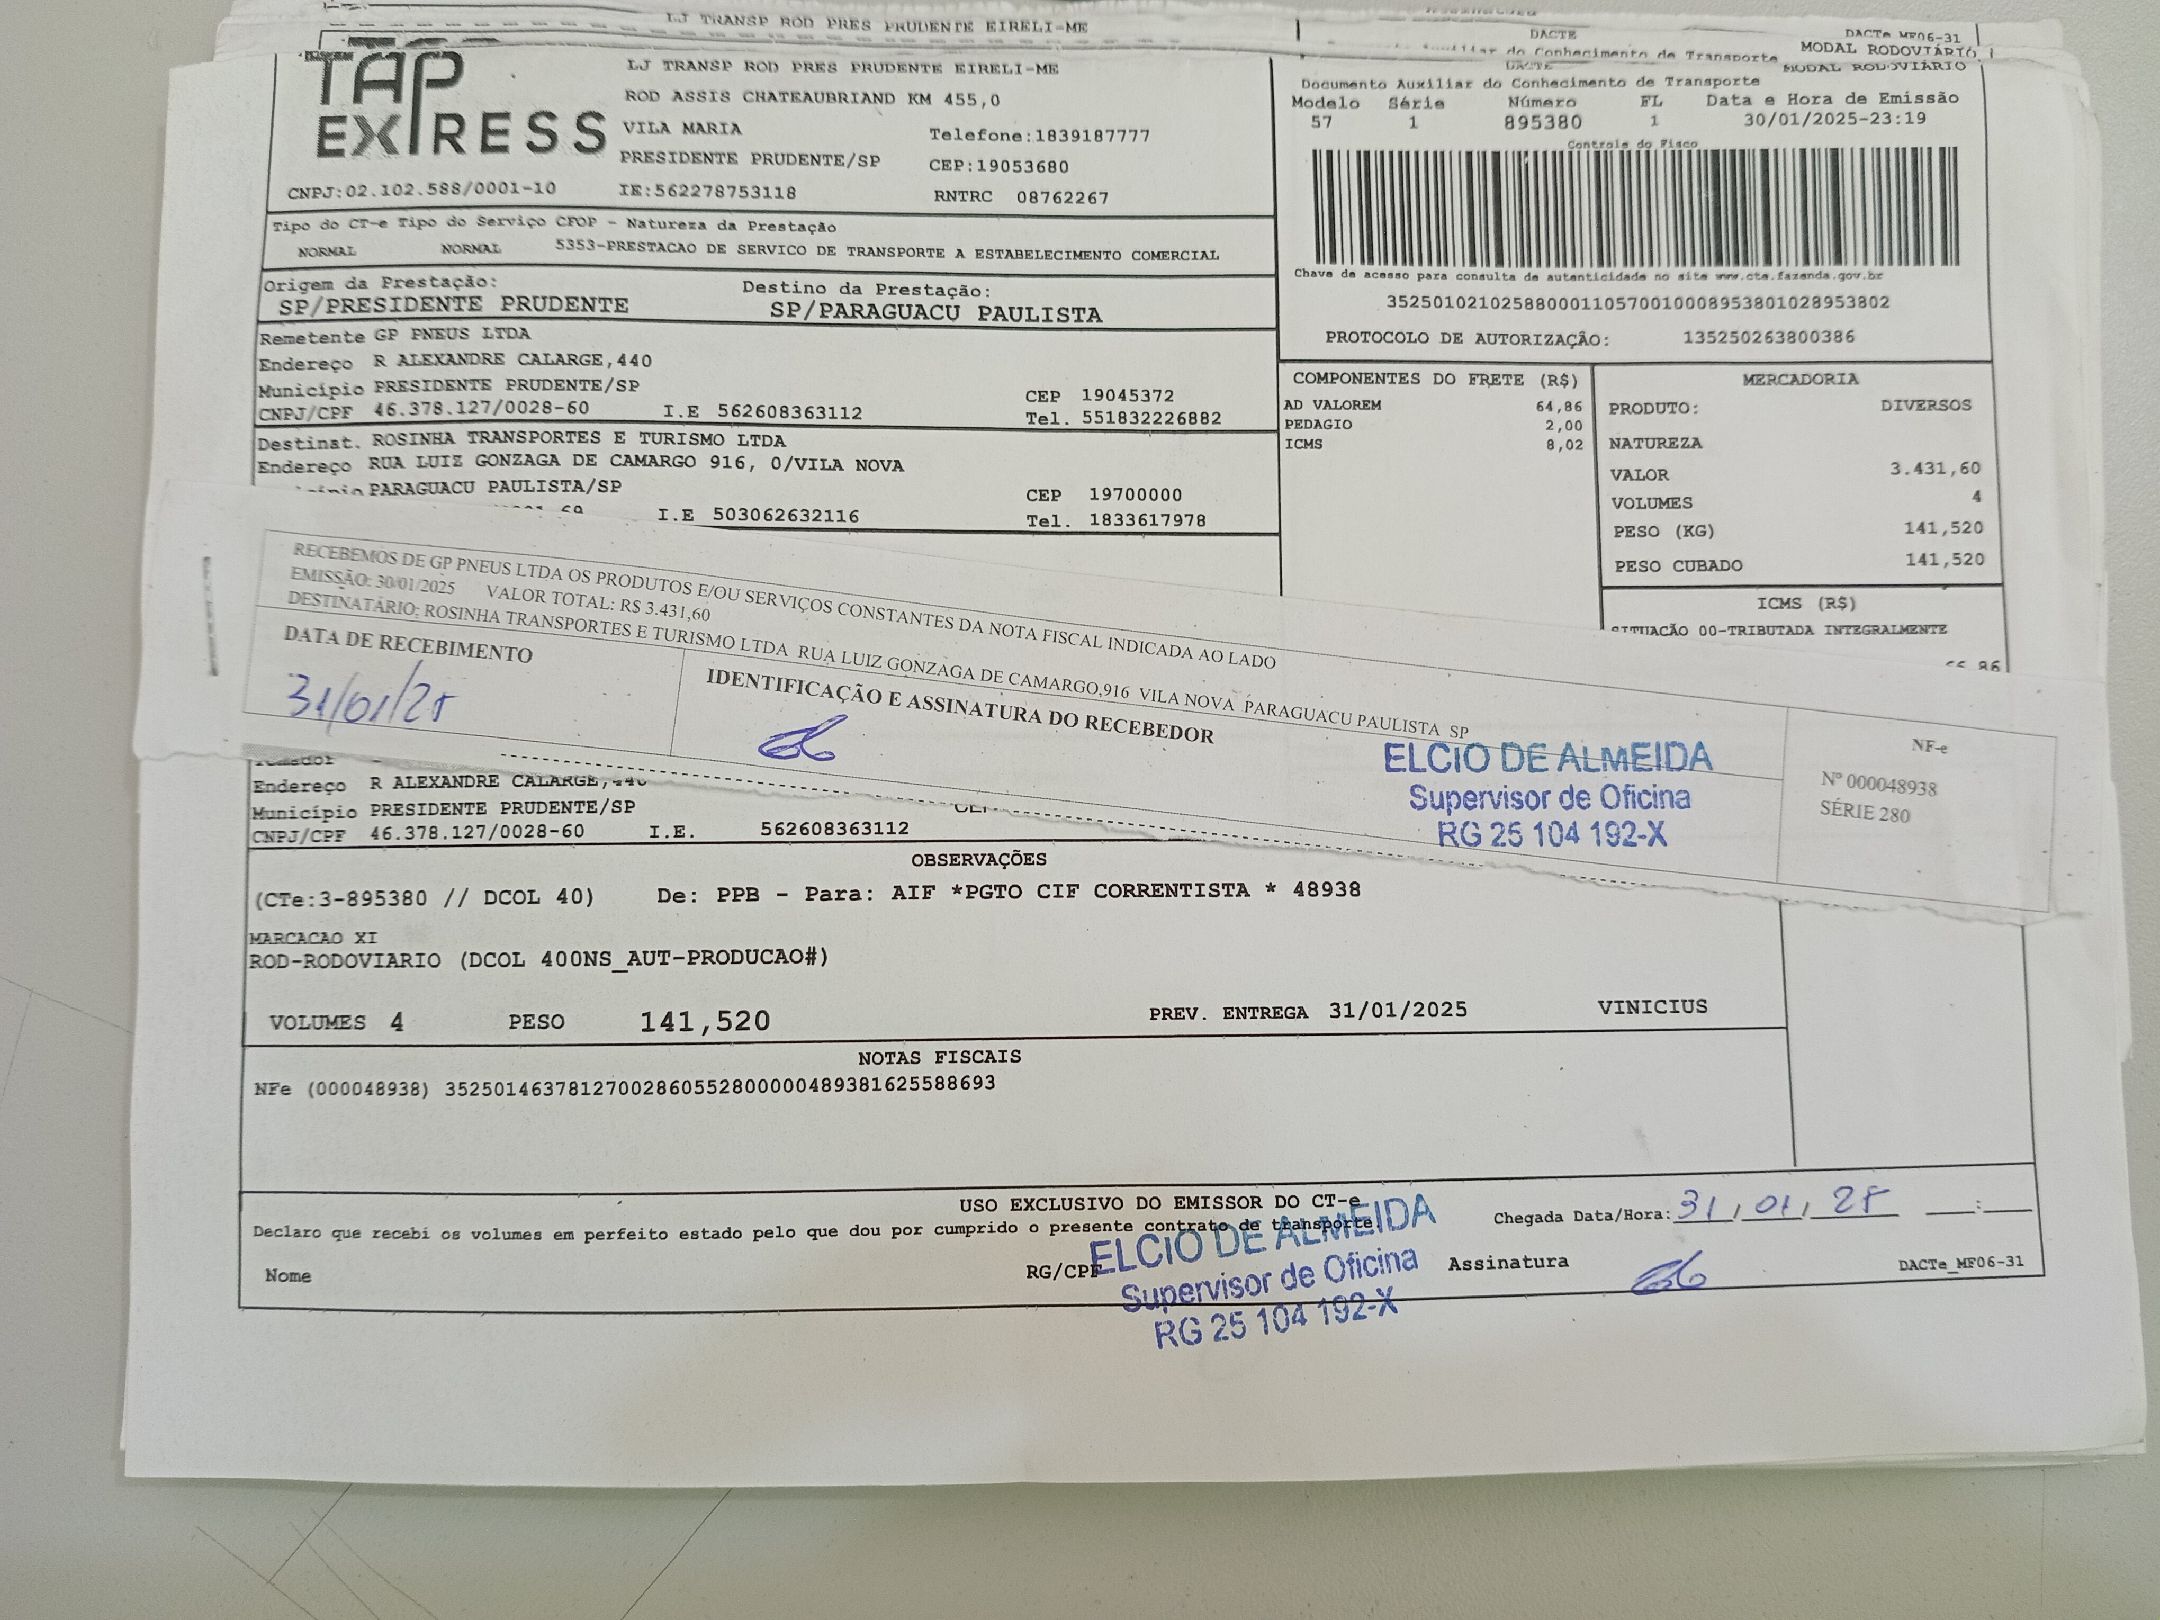 LJ TRANSP ROD PRES PRUDENTE EIRELI-ME
DACTE
DACTe_MF06-31
do Conhecimento de Transporte
MODAL RODOVIÁRIO
TAP EXPRESS
LJ TRANSP ROD PRES PRUDENTE EIRELI-ME
ROD ASSIS CHATEAUBRIAND KM 455,0
VILA MARIA
Telefone:1839187777
PRESIDENTE PRUDENTE/SP
CEP:19053680
CNPJ:02.102.588/0001-10
IE:562278753118
RNTRC 08762267
DACTE
MODAL RODOVIÁRIO
Documento Auxiliar do Conhecimento de Transporte
Modelo Série Número FL Data e Hora de Emissão
57 1 895380 1 30/01/2025-23:19
Controle do Fisco
Chave de acesso para consulta de autenticidade no site www.cte.fazenda.gov.br
35250102102588000110570010008953801028953802
PROTOCOLO DE AUTORIZAÇÃO: 135250263800386
Tipo do CT-e Tipo do Serviço CFOP - Natureza da Prestação
NORMAL NORMAL 5353-PRESTACAO DE SERVICO DE TRANSPORTE A ESTABELECIMENTO COMERCIAL
Origem da Prestação: Destino da Prestação:
SP/PRESIDENTE PRUDENTE SP/PARAGUACU PAULISTA
Remetente GP PNEUS LTDA
Endereço R ALEXANDRE CALARGE,440
Município PRESIDENTE PRUDENTE/SP CEP 19045372
CNPJ/CPF 46.378.127/0028-60 I.E 562608363112 Tel. 551832226882
Destinat. ROSINHA TRANSPORTES E TURISMO LTDA
Endereço RUA LUIZ GONZAGA DE CAMARGO 916, 0/VILA NOVA
PARAGUACU PAULISTA/SP CEP 19700000
I.E 503062632116 Tel. 1833617978
COMPONENTES DO FRETE (R$)
AD VALOREM 64,86
PEDAGIO 2,00
ICMS 8,02
MERCADORIA
PRODUTO: DIVERSOS
NATUREZA
VALOR 3.431,60
VOLUMES 4
PESO (KG) 141,520
PESO CUBADO 141,520
ICMS (R$)
SITUAÇÃO 00-TRIBUTADA INTEGRALMENTE
RECEBEMOS DE GP PNEUS LTDA OS PRODUTOS E/OU SERVIÇOS CONSTANTES DA NOTA FISCAL INDICADA AO LADO
EMISSÃO: 30/01/2025 VALOR TOTAL: R$ 3.431,60
DESTINATÁRIO: ROSINHA TRANSPORTES E TURISMO LTDA RUA LUIZ GONZAGA DE CAMARGO,916 VILA NOVA PARAGUACU PAULISTA SP
DATA DE RECEBIMENTO
31/01/25
IDENTIFICAÇÃO E ASSINATURA DO RECEBEDOR
ELCIO DE ALMEIDA
Supervisor de Oficina
RG 25 104 192-X
NF-e
Nº 000048938
SÉRIE 280
Endereço R ALEXANDRE CALARGE,440
Município PRESIDENTE PRUDENTE/SP
CNPJ/CPF 46.378.127/0028-60 I.E. 562608363112
OBSERVAÇÕES
(CTe:3-895380 // DCOL 40) De: PPB - Para: AIF *PGTO CIF CORRENTISTA * 48938
MARCACAO XI
ROD-RODOVIARIO (DCOL 400NS_AUT-PRODUCAO#)
VOLUMES 4 PESO 141,520 PREV. ENTREGA 31/01/2025 VINICIUS
NOTAS FISCAIS
NFe (000048938) 35250146378127002860552800000489381625588693
USO EXCLUSIVO DO EMISSOR DO CT-e
Declaro que recebi os volumes em perfeito estado pelo que dou por cumprido o presente contrato de transporte.
Chegada Data/Hora: 31, 01, 25 :
Nome RG/CPF Assinatura DACTe_MF06-31
ELCIO DE ALMEIDA
Supervisor de Oficina
RG 25 104 192-X